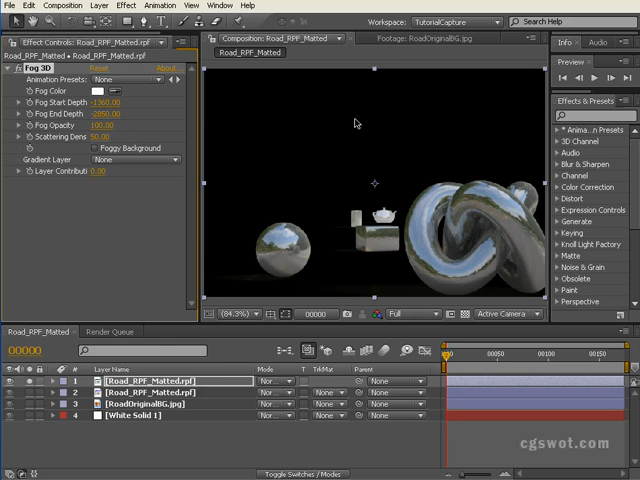 File Edit Composition Layer Effect Animation View Window Help
Workspace: TutorialCapture Search Help
Effect Controls: Road_RPF_Matted.rpf
Composition: Road_RPF_Matted Footage: RoadOriginalBG.jpg
Info Audio
Road_RPF_Matted • Road_RPF_Matted.rpf
Road_RPF_Matted
Preview
Fog 3D Reset About...
Animation Presets: None
Fog Color
Fog Start Depth -1360.00
Fog End Depth -2850.00
Fog Opacity 100.00
Scattering Dens 50.00
Foggy Background
Gradient Layer None
Layer Contributi 0.00
Effects & Presets
* Anima... n Presets
3D Channel
Audio
Blur & Sharpen
Channel
Color Correction
Distort
Expression Controls
Generate
Keying
Knoll Light Factory
Matte
Noise & Grain
Obsolete
Paint
Perspective
(84.3%) 00000 Full Active Camera
Road_RPF_Matted Render Queue
00000
00050 00100 00150
# Layer Name Mode T TrkMat Parent
1 [Road_RPF_Matted.rpf] Nor... None
2 [Road_RPF_Matted.rpf] Nor... None None
3 [RoadOriginalBG.jpg] Nor... None None
4 [White Solid 1] Nor... None None
cgswot.com
Toggle Switches / Modes